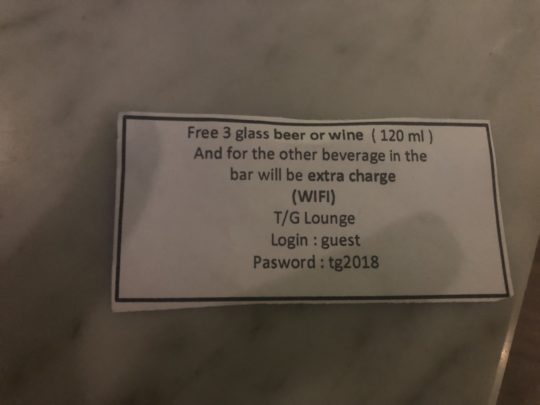 Free 3 glass beer or wine ( 120 ml )
And for the other beverage in the
bar will be extra charge
(WIFI)
T/G Lounge
Login : guest
Pasword : tg2018